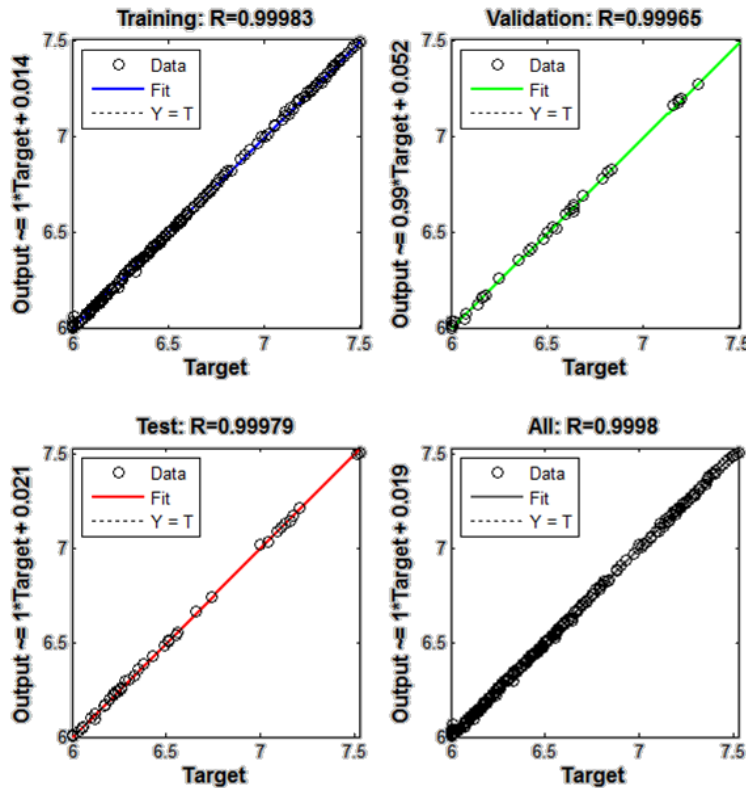 Training: R=0.99983
Output ~= 1*Target + 0.014
7.5
7
6.5
6
Data
Fit
Y = T
6
6.5
7
7.5
Target
Validation: R=0.99965
Output ~= 0.99*Target + 0.052
7.5
7
6.5
6
Data
Fit
Y = T
6
6.5
7
7.5
Target
Test: R=0.99979
Output ~= 1*Target + 0.021
7.5
7
6.5
6
Data
Fit
Y = T
6
6.5
7
7.5
Target
All: R=0.9998
Output ~= 1*Target + 0.019
7.5
7
6.5
6
Data
Fit
Y = T
6
6.5
7
7.5
Target